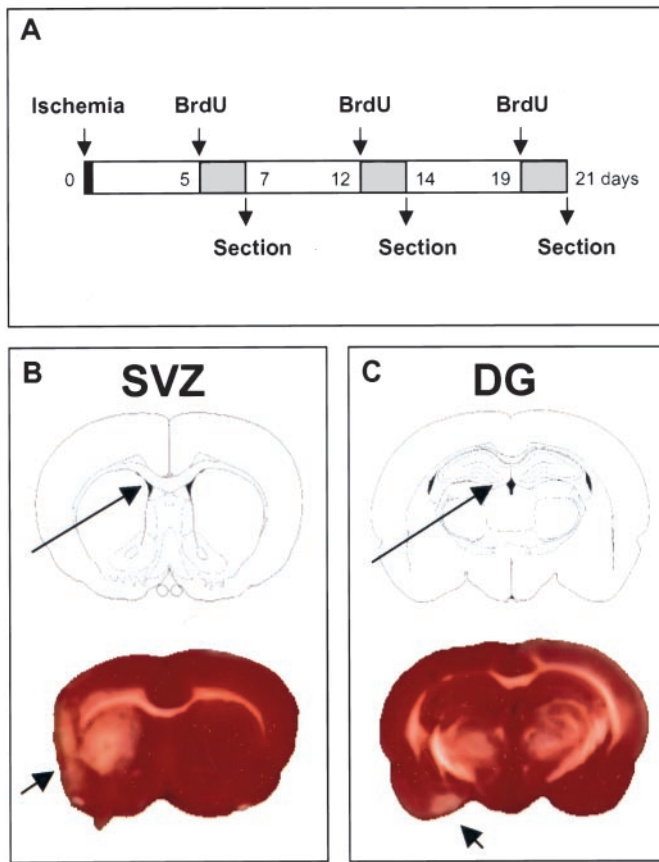 A
Ischemia BrdU BrdU BrdU
0 5 7 12 14 19 21 days
Section Section Section
B SVZ
C DG